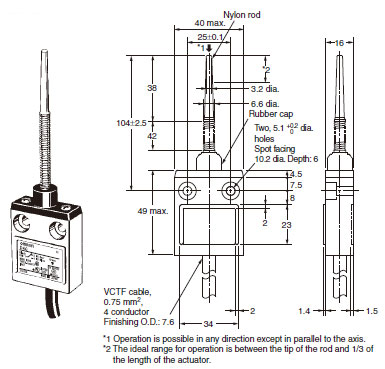 Nylon rod
40 max.
25±0.1
*1
16
*2
38
3.2 dia.
6.6 dia.
Rubber cap
104±2.5
Two, 5.1 +0.2 0 dia.
holes
Spot facing
10.2 dia. Depth: 6
42
4.5
7.5
8
49 max.
2
23
VCTF cable,
0.75 mm²,
4 conductor
Finishing O.D.: 7.6
2
34
1.4
1.5
*1 Operation is possible in any direction except in parallel to the axis.
*2 The ideal range for operation is between the tip of the rod and 1/3 of
the length of the actuator.